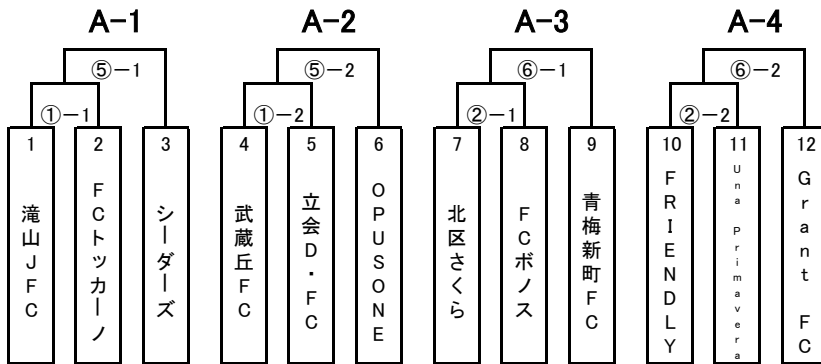 A-1 A-2 A-3 A-4
⑤-1 ⑤-2 ⑥-1 ⑥-2
①-1 ①-2 ②-1 ②-2
1 2 3 4 5 6 7 8 9 10 11 12
滝山JFC
FCトッカーノ
シーダーズ
武蔵丘FC
立会D・FC
OPUSONE
北区さくら
FCボノス
青梅新町FC
FRIENDLY
Una Primavera
Grant FC